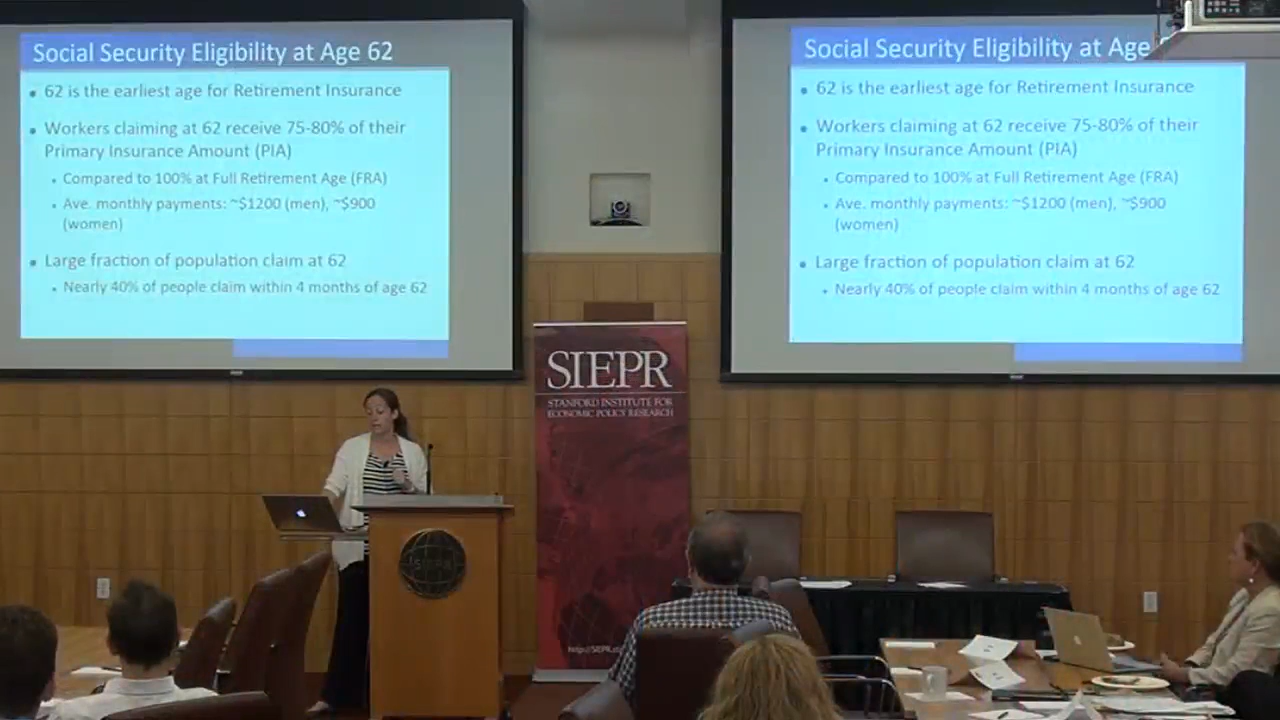 Social Security Eligibility at Age 62
• 62 is the earliest age for Retirement Insurance
• Workers claiming at 62 receive 75-80% of their
Primary Insurance Amount (PIA)
• Compared to 100% at Full Retirement Age (FRA)
• Ave. monthly payments: ~$1200 (men), ~$900
(women)
• Large fraction of population claim at 62
• Nearly 40% of people claim within 4 months of age 62
Social Security Eligibility at Age
• 62 is the earliest age for Retirement Insurance
• Workers claiming at 62 receive 75-80% of their
Primary Insurance Amount (PIA)
• Compared to 100% at Full Retirement Age (FRA)
• Ave. monthly payments: ~$1200 (men), ~$900
(women)
• Large fraction of population claim at 62
• Nearly 40% of people claim within 4 months of age 62
SIEPR
STANFORD INSTITUTE FOR
ECONOMIC POLICY RESEARCH
SIEPR